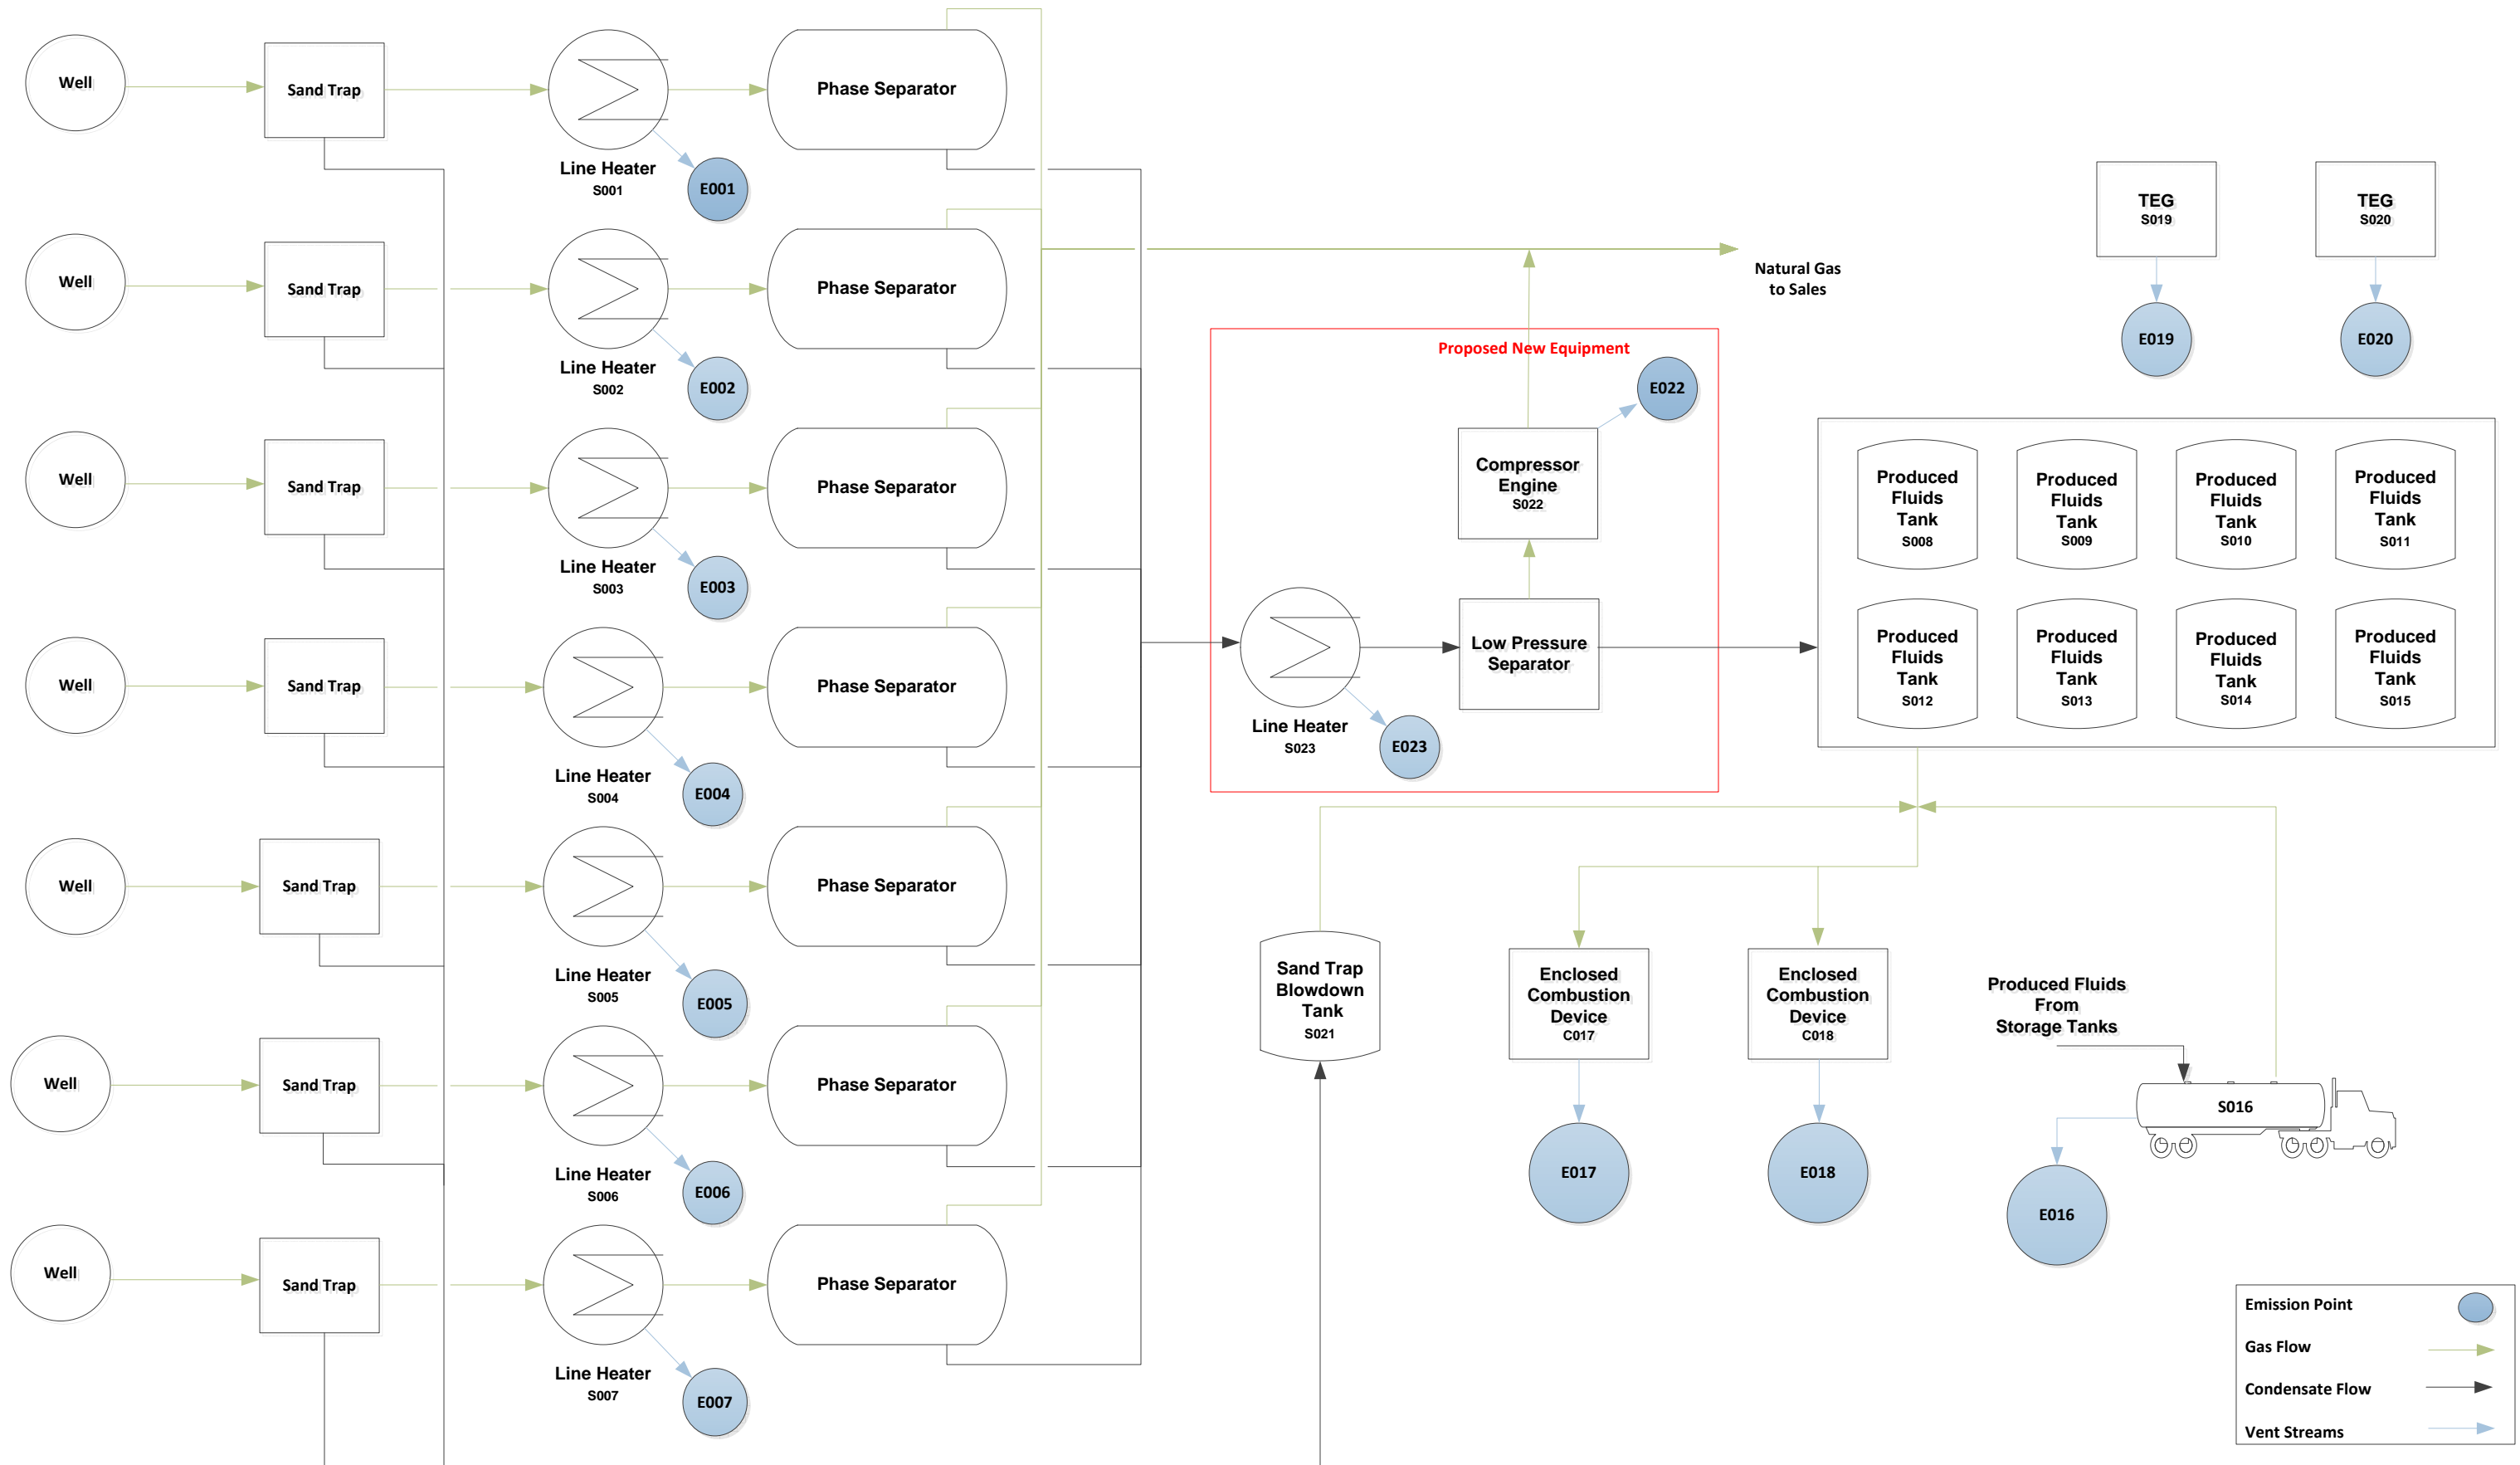 Well
Sand Trap
Line Heater
S001
E001
Phase Separator
Well
Sand Trap
Line Heater
S002
E002
Phase Separator
Well
Sand Trap
Line Heater
S003
E003
Phase Separator
Well
Sand Trap
Line Heater
S004
E004
Phase Separator
Well
Sand Trap
Line Heater
S005
E005
Phase Separator
Well
Sand Trap
Line Heater
S006
E006
Phase Separator
Well
Sand Trap
Line Heater
S007
E007
Phase Separator
Natural Gas
to Sales
TEG
S019
E019
TEG
S020
E020
Proposed New Equipment
E022
Compressor
Engine
S022
Line Heater
S023
E023
Low Pressure
Separator
Produced
Fluids
Tank
S008
Produced
Fluids
Tank
S009
Produced
Fluids
Tank
S010
Produced
Fluids
Tank
S011
Produced
Fluids
Tank
S012
Produced
Fluids
Tank
S013
Produced
Fluids
Tank
S014
Produced
Fluids
Tank
S015
Sand Trap
Blowdown
Tank
S021
Enclosed
Combustion
Device
C017
E017
Enclosed
Combustion
Device
C018
E018
Produced Fluids
From
Storage Tanks
S016
E016
Emission Point
Gas Flow
Condensate Flow
Vent Streams